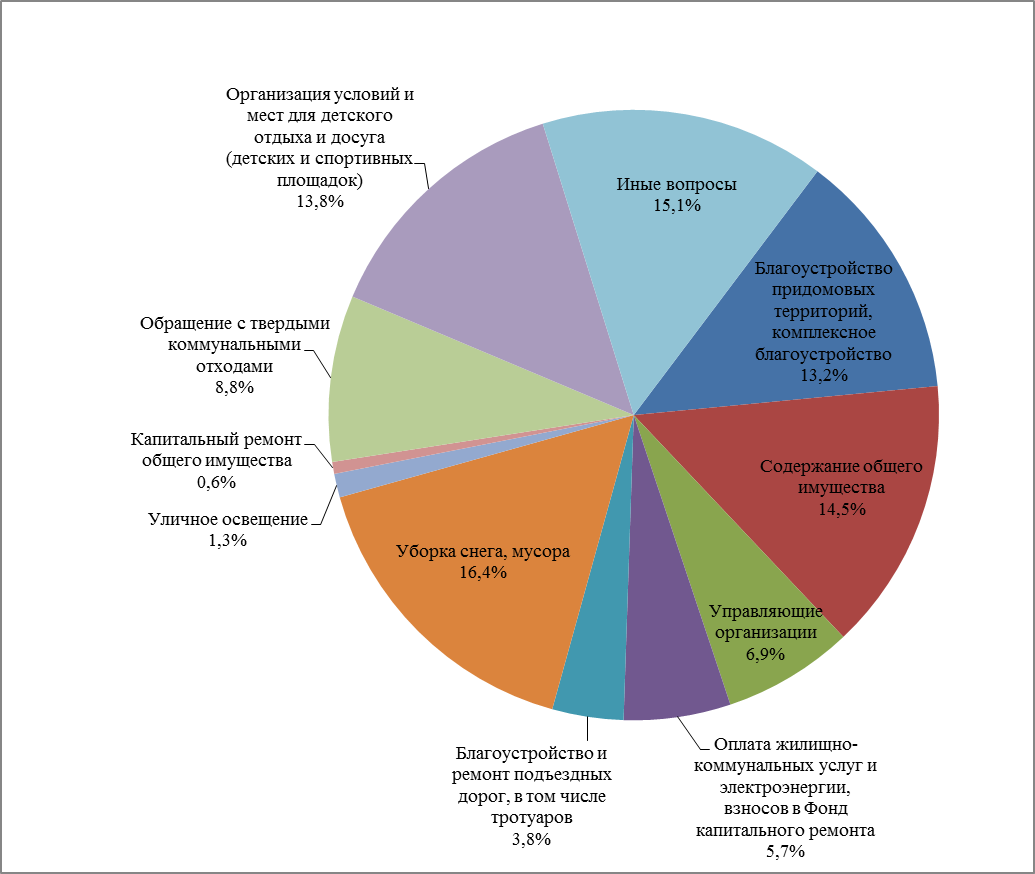 Организация условий и
мест для детского
отдыха и досуга
(детских и спортивных
площадок)
13,8%
Иные вопросы
15,1%
Благоустройство
придомовых
территорий,
комплексное
благоустройство
13,2%
Обращение с твердыми
коммунальными
отходами
8,8%
Капитальный ремонт
общего имущества
0,6%
Содержание общего
имущества
14,5%
Уличное освещение
1,3%
Уборка снега, мусора
16,4%
Управляющие
организации
6,9%
Благоустройство и
ремонт подъездных
дорог, в том числе
тротуаров
3,8%
Оплата жилищно-
коммунальных услуг и
электроэнергии,
взносов в Фонд
капитального ремонта
5,7%